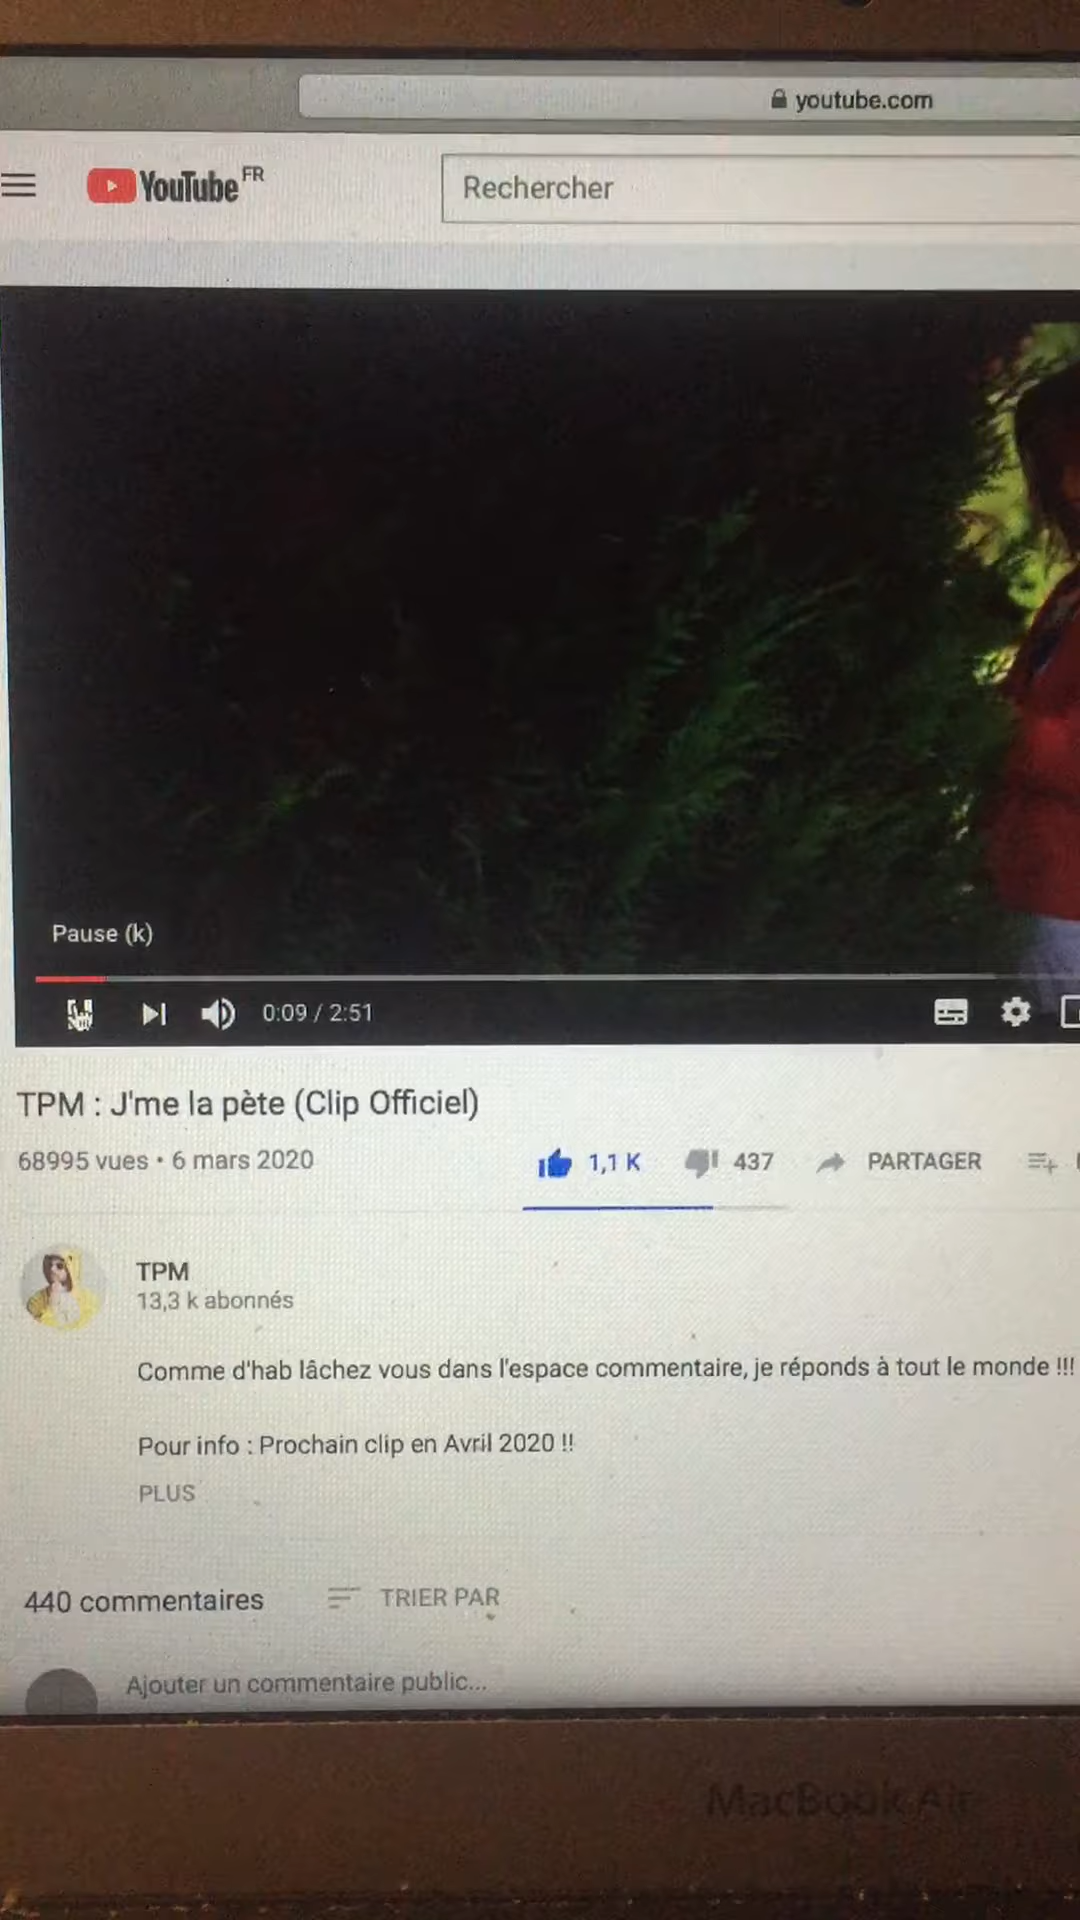 youtube.com
YouTube FR
Rechercher
Pause (k)
0:09 / 2:51
TPM : J'me la pète (Clip Officiel)
68995 vues • 6 mars 2020
1,1 K
437
PARTAGER
TPM
13,3 k abonnés
Comme d'hab lâchez vous dans l'espace commentaire, je réponds à tout le monde !!!
Pour info : Prochain clip en Avril 2020 !!
PLUS
440 commentaires
TRIER PAR
Ajouter un commentaire public...
MacBook Air